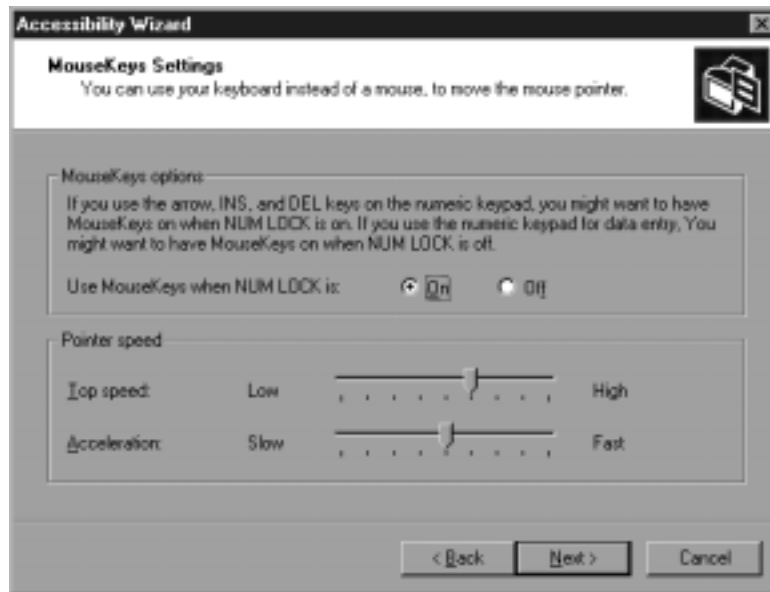 Accessibility Wizard
MouseKeys Settings
You can use your keyboard instead of a mouse, to move the mouse pointer.
MouseKeys options
If you use the arrow, INS, and DEL keys on the numeric keypad, you might want to have
MouseKeys on when NUM LOCK is on. If you use the numeric keypad for data entry, You
might want to have MouseKeys on when NUM LOCK is off.
Use MouseKeys when NUM LOCK is: On Off
Pointer speed
Top speed: Low High
Acceleration: Slow Fast
< Back Next > Cancel